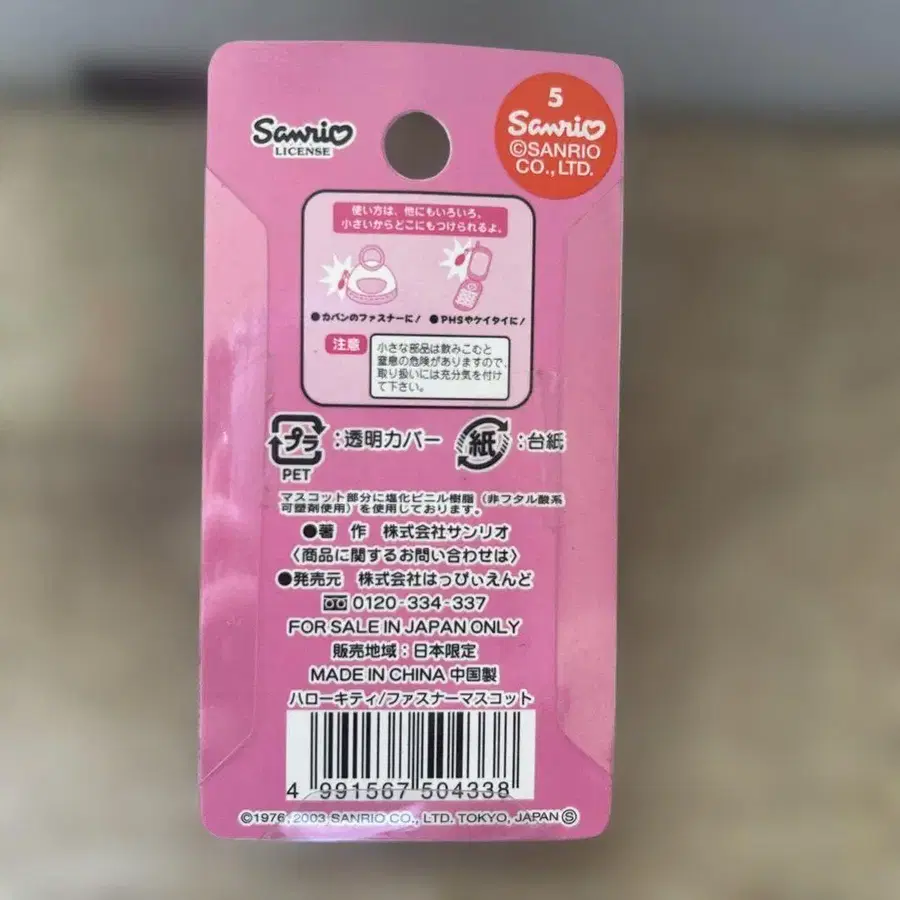 Sanrio
LICENSE
5
Sanrio
©SANRIO
CO., LTD.
使い方は、他にもいろいろ。
小さいからどこにもつけられるよ。
●カバンのファスナーに! ●PHSやケイタイに!
注意
小さな部品は飲みこむと
窒息の危険がありますので、
取り扱いには充分気を付け
て下さい。
プラ :透明カバー
PET
紙 :台紙
マスコット部分に塩化ビニル樹脂（非フタル酸系
可塑剤使用）を使用しております。
●著 作 株式会社サンリオ
〈商品に関するお問い合わせは〉
●発売元 株式会社はっぴぃえんど
0120-334-337
FOR SALE IN JAPAN ONLY
販売地域:日本限定
MADE IN CHINA 中国製
ハローキティ/ファスナーマスコット
4 991567 504338
©1976, 2003 SANRIO CO., LTD. TOKYO, JAPAN Ⓢ